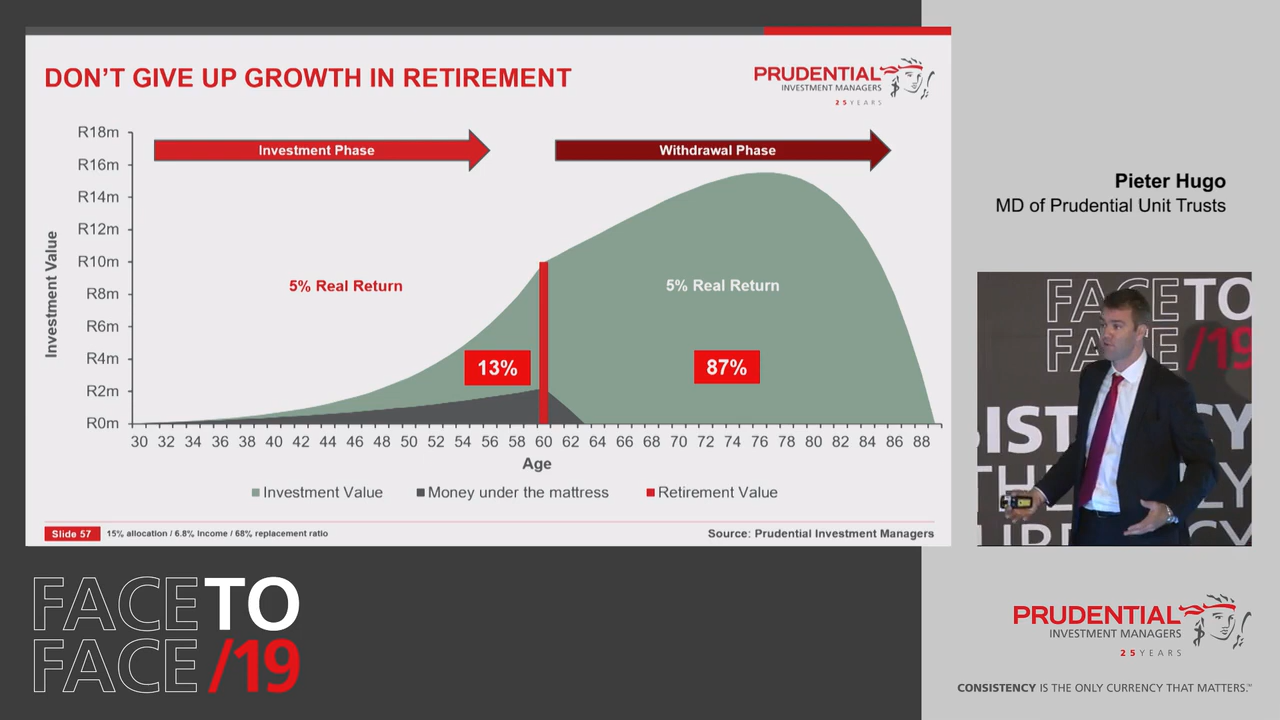 DON'T GIVE UP GROWTH IN RETIREMENT
PRUDENTIAL
INVESTMENT MANAGERS
25 YEARS
R18m
R16m
R14m
R12m
R10m
R8m
R6m
R4m
R2m
R0m
Investment Value
Investment Phase
Withdrawal Phase
5% Real Return
5% Real Return
13%
87%
30 32 34 36 38 40 42 44 46 48 50 52 54 56 58 60 62 64 66 68 70 72 74 76 78 80 82 84 86 88
Age
Investment Value
Money under the mattress
Retirement Value
Slide 57
15% allocation / 6.8% Income / 68% replacement ratio
Source: Prudential Investment Managers
Pieter Hugo
MD of Prudential Unit Trusts
FACE TO
FACE /19
FACE TO
FACE /19
PRUDENTIAL
INVESTMENT MANAGERS
25 YEARS
CONSISTENCY IS THE ONLY CURRENCY THAT MATTERS.™